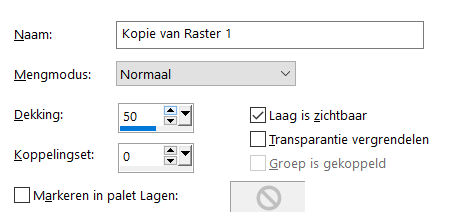 Naam: Kopie van Raster 1
Mengmodus: Normaal
Dekking: 50 Laag is zichtbaar
Transparantie vergrendelen
Koppelingset: 0 Groep is gekoppeld
Markeren in palet Lagen: